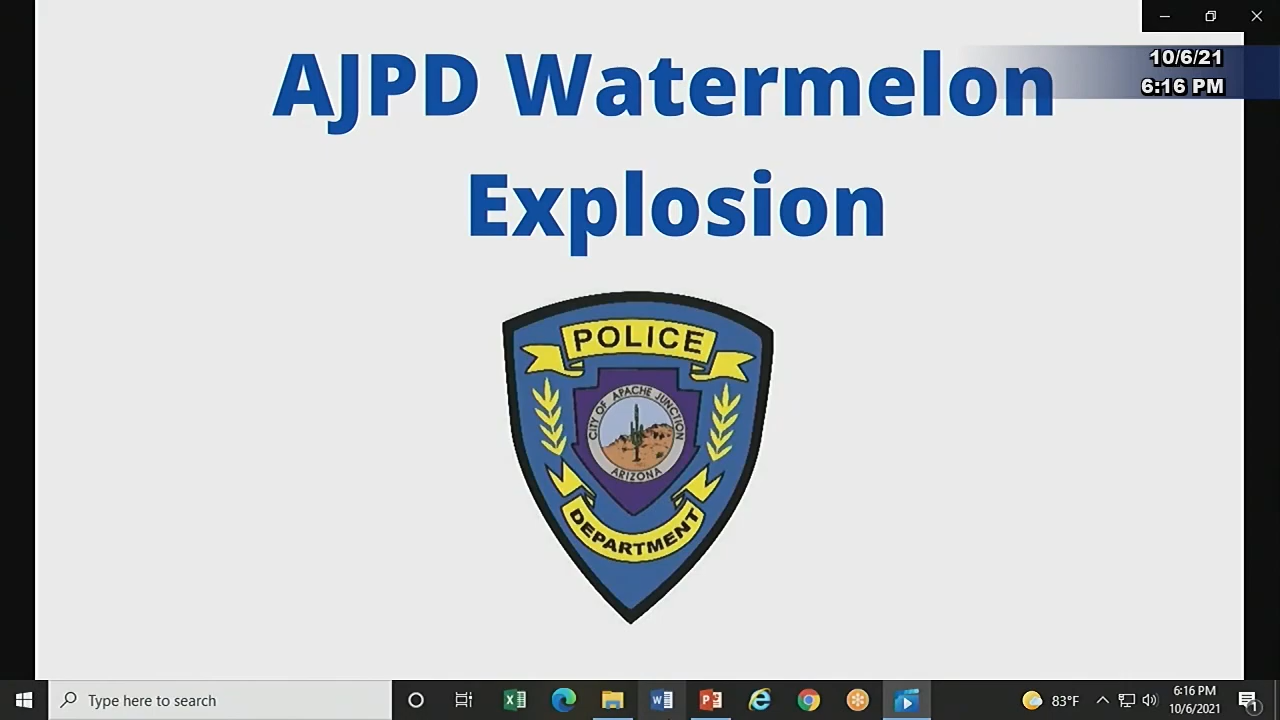 AJPD Watermelon
Explosion
10/6/21
6:16 PM
POLICE
CITY OF APACHE JUNCTION
ARIZONA
DEPARTMENT
Type here to search
83°F
6:16 PM
10/6/2021
1